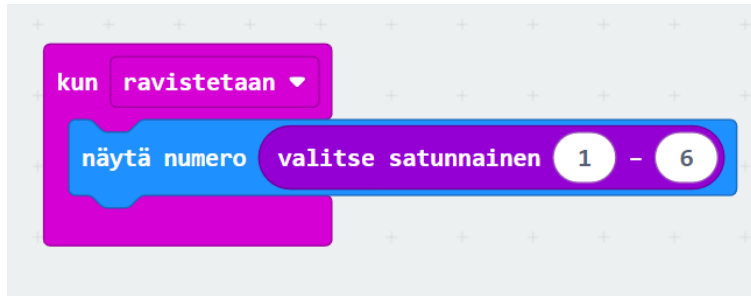 kun ravistetaan
näytä numero valitse satunnainen 1 - 6